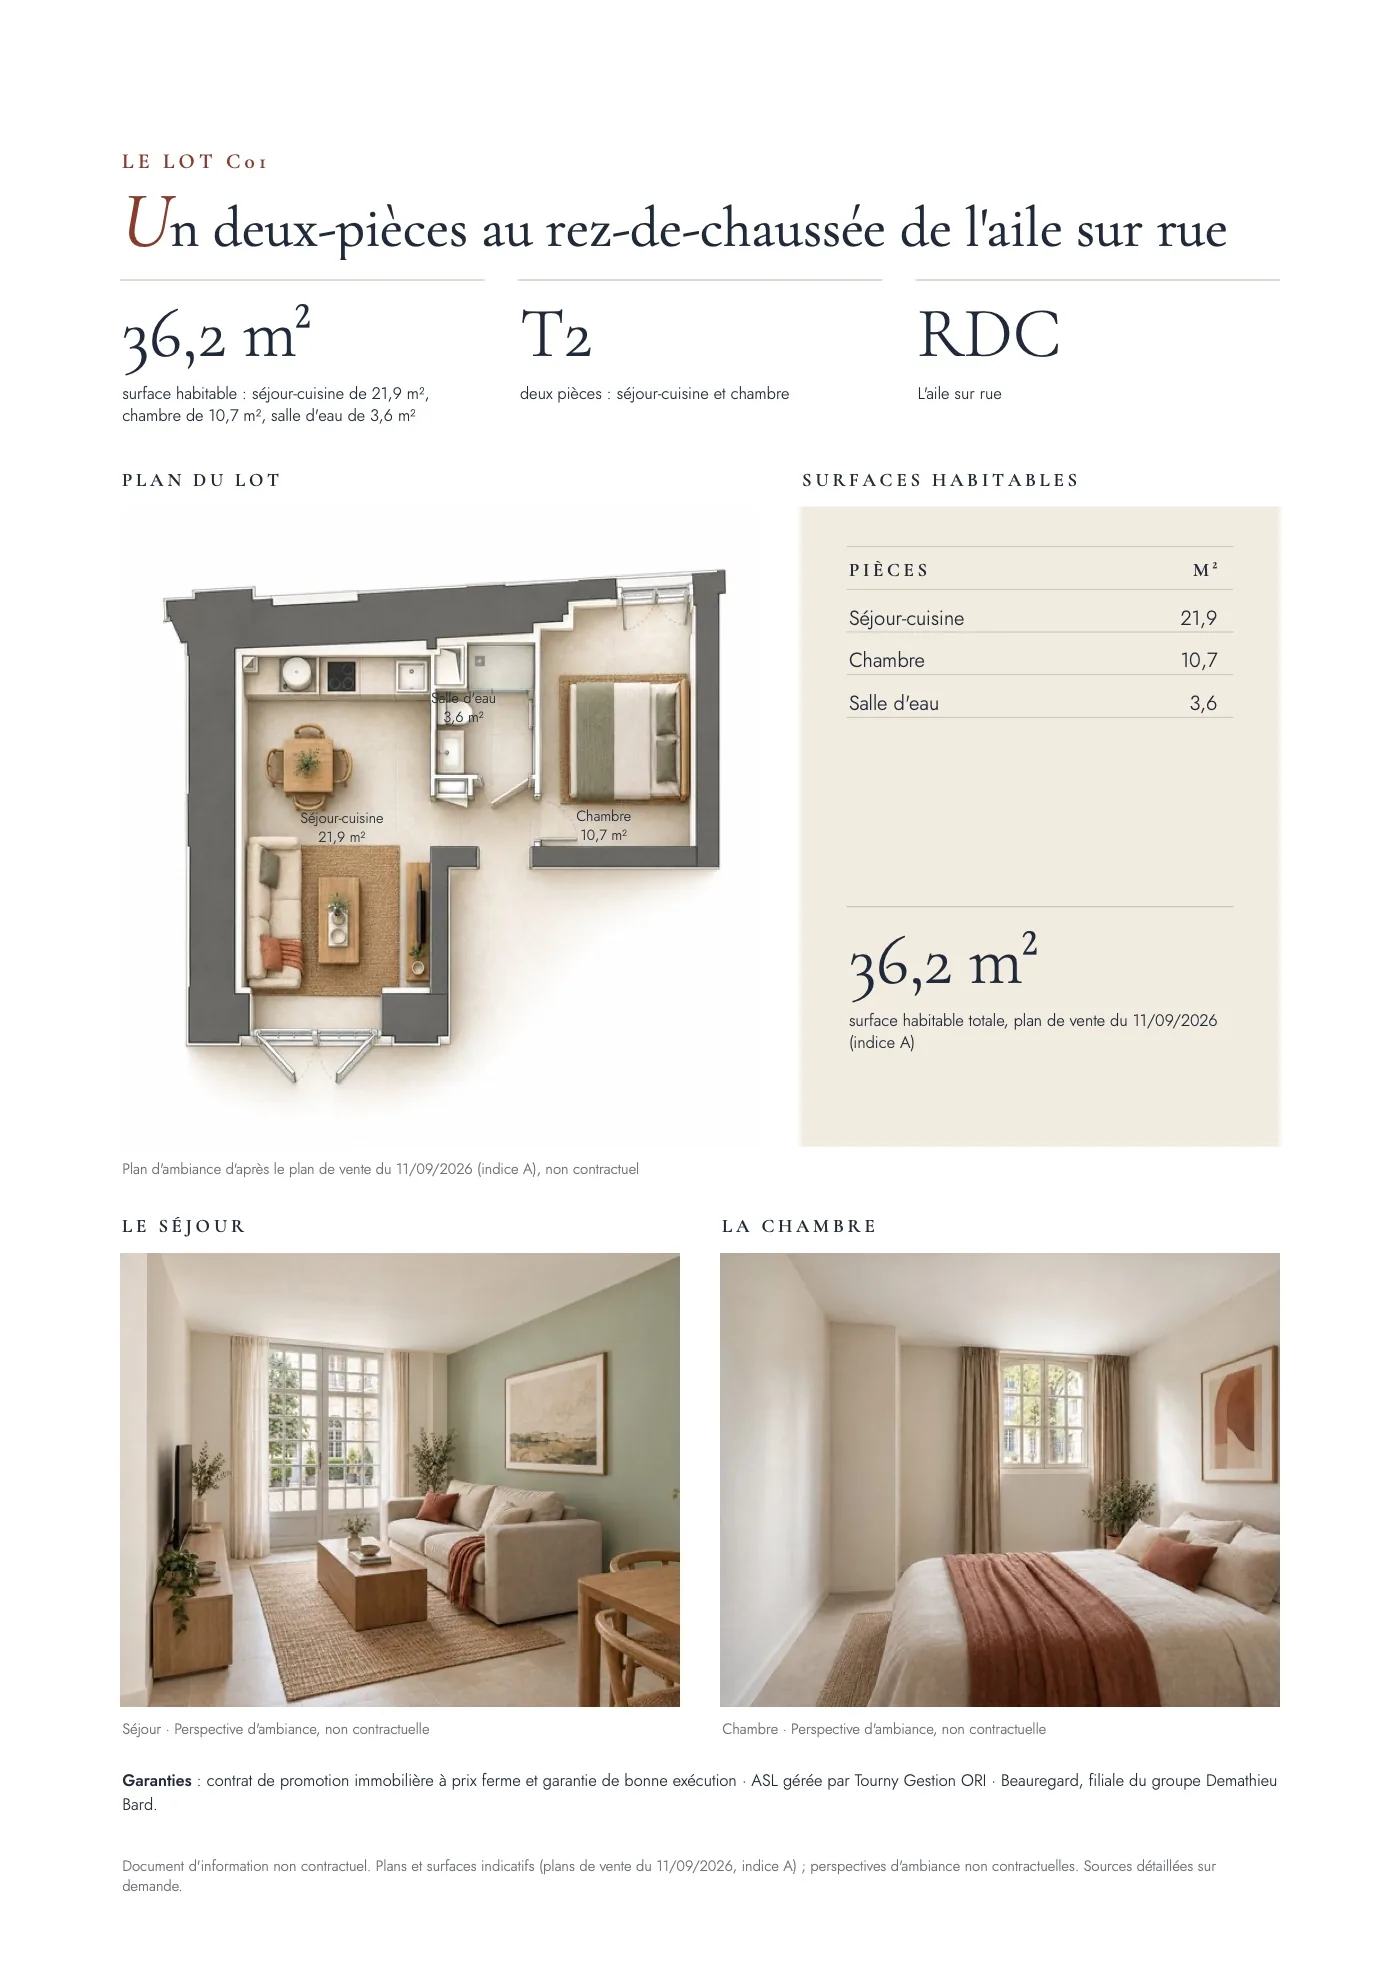 LE LOT C01
Un deux-pièces au rez-de-chaussée de l'aile sur rue
36,2 m²
surface habitable : séjour-cuisine de 21,9 m²,
chambre de 10,7 m², salle d'eau de 3,6 m²
T2
deux pièces : séjour-cuisine et chambre
RDC
L'aile sur rue
PLAN DU LOT
Salle d'eau
3,6 m²
Séjour-cuisine
21,9 m²
Chambre
10,7 m²
Plan d'ambiance d'après le plan de vente du 11/09/2026 (indice A), non contractuel
SURFACES HABITABLES
PIÈCES M²
Séjour-cuisine 21,9
Chambre 10,7
Salle d'eau 3,6
36,2 m²
surface habitable totale, plan de vente du 11/09/2026
(indice A)
LE SÉJOUR
Séjour · Perspective d'ambiance, non contractuelle
LA CHAMBRE
Chambre · Perspective d'ambiance, non contractuelle
Garanties : contrat de promotion immobilière à prix ferme et garantie de bonne exécution · ASL gérée par Tourny Gestion ORI · Beauregard, filiale du groupe Demathieu
Bard.
Document d'information non contractuel. Plans et surfaces indicatifs (plans de vente du 11/09/2026, indice A) ; perspectives d'ambiance non contractuelles. Sources détaillées sur
demande.